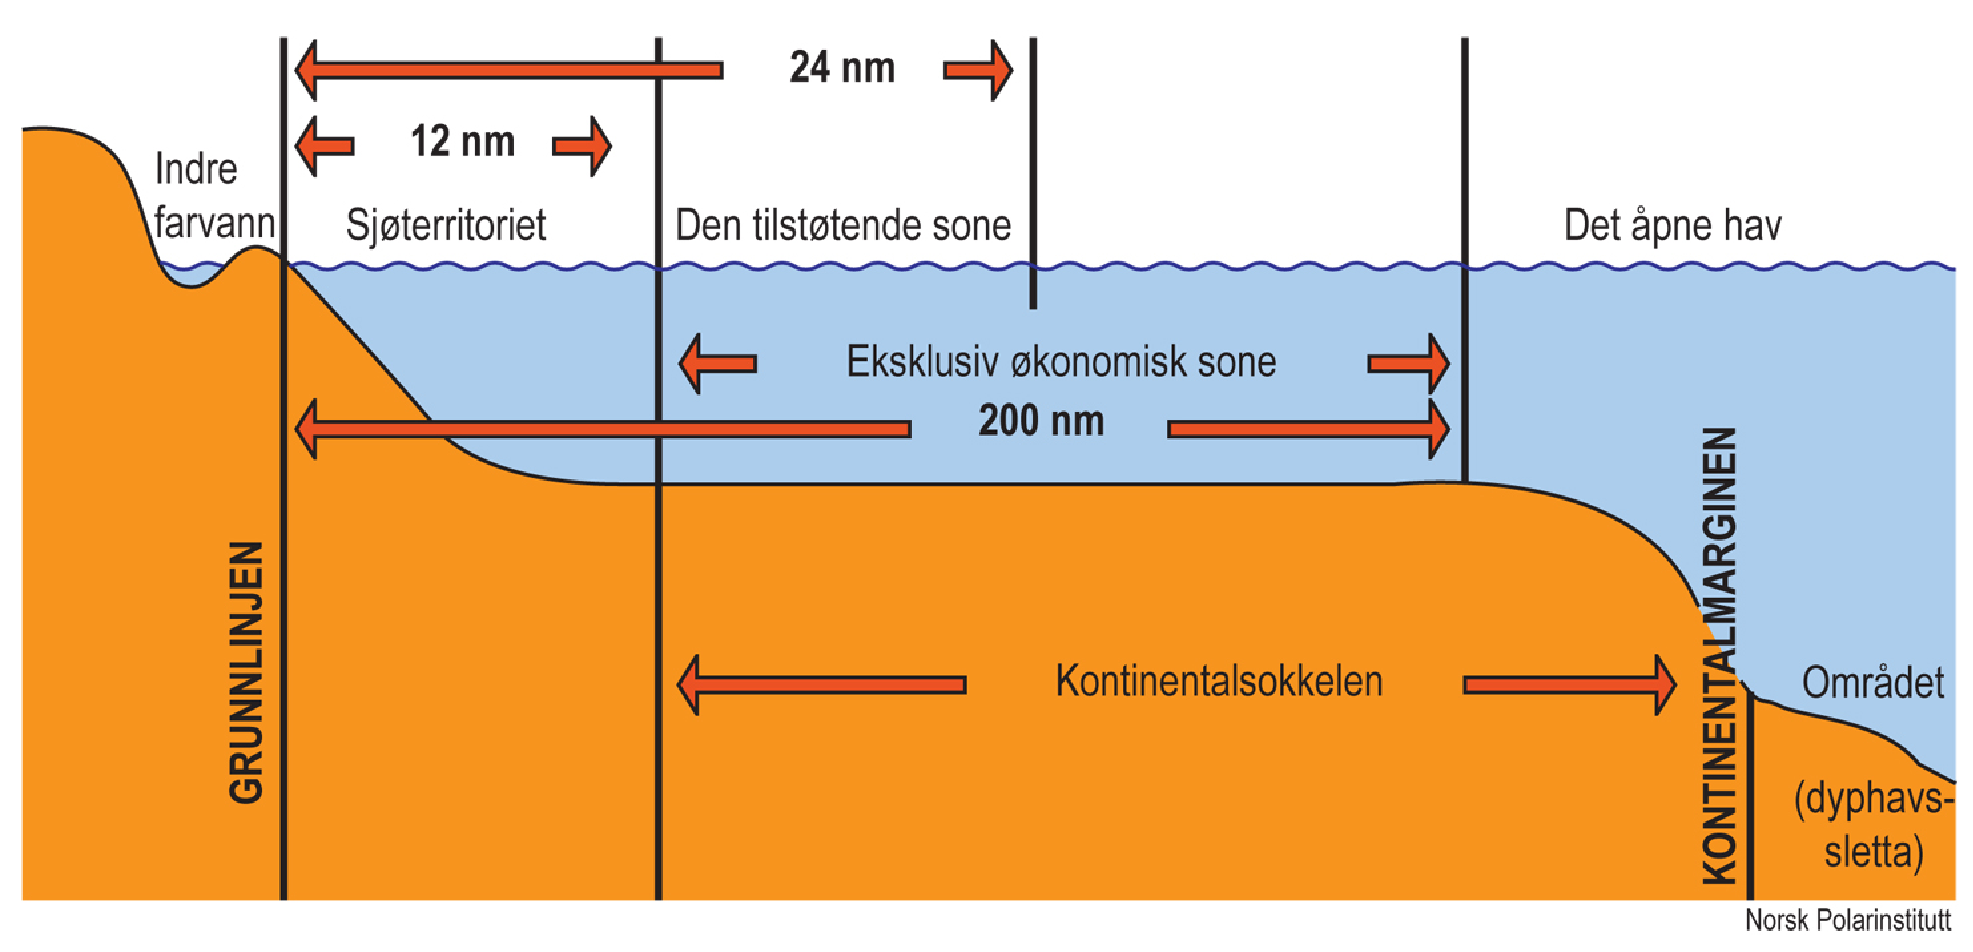 24 nm
12 nm
Indre
farvann
Sjøterritoriet
Den tilstøtende sone
Det åpne hav
Eksklusiv økonomisk sone
200 nm
GRUNNLINJEN
Kontinentalsokkelen
KONTINENTALMARGINEN
Området
(dyphavs-
sletta)
Norsk Polarinstitutt